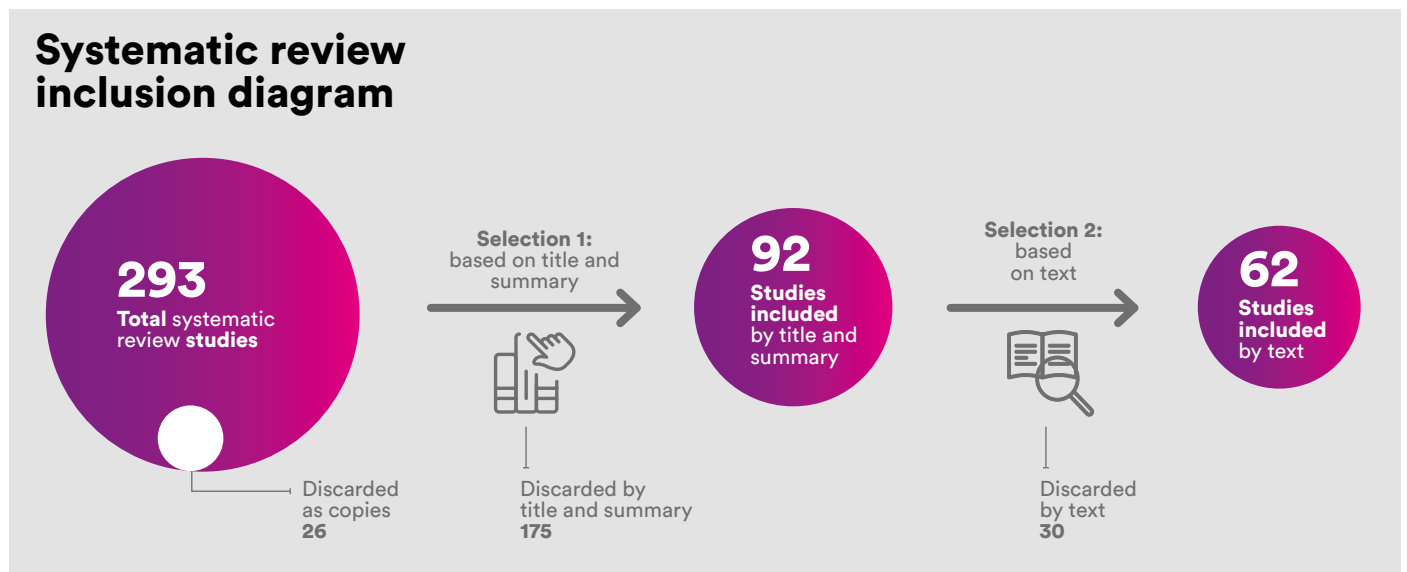 Systematic review
inclusion diagram
293
Total systematic
review studies
Discarded
as copies
26
Selection 1:
based on title and
summary
Discarded by
title and summary
175
92
Studies
included
by title and
summary
Selection 2:
based
on text
Discarded
by text
30
62
Studies
included
by text